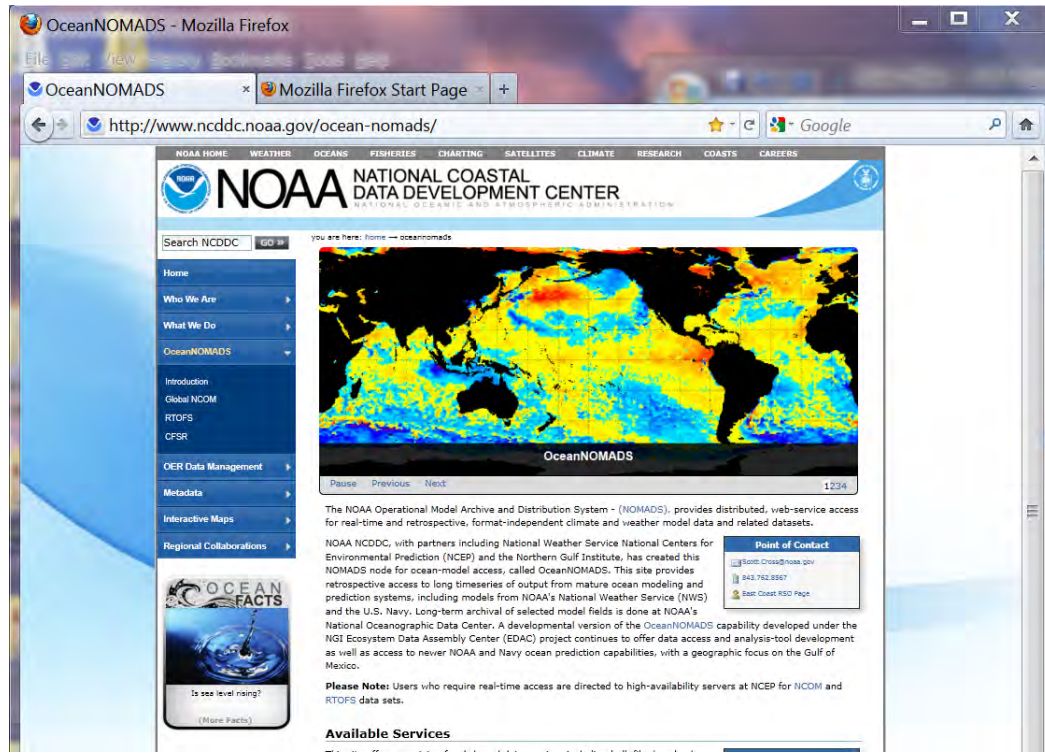 OceanNOMADS - Mozilla Firefox
File Edit View History Bookmarks Tools Help
OceanNOMADS × Mozilla Firefox Start Page × +
http://www.ncddc.noaa.gov/ocean-nomads/ Google
NOAA HOME WEATHER OCEANS FISHERIES CHARTING SATELLITES CLIMATE RESEARCH COASTS CAREERS
NOAA
NATIONAL COASTAL
DATA DEVELOPMENT CENTER
NATIONAL OCEANIC AND ATMOSPHERIC ADMINISTRATION
Search NCDDC GO »
you are here: home → oceannomads
Home
Who We Are
What We Do
OceanNOMADS
Introduction
Global NCOM
RTOFS
CFSR
OER Data Management
Metadata
Interactive Maps
Regional Collaborations
OCEAN
FACTS
Is sea level rising?
(More Facts)
OceanNOMADS
Pause Previous Next 1234
The NOAA Operational Model Archive and Distribution System - (NOMADS), provides distributed, web-service access
for real-time and retrospective, format-independent climate and weather model data and related datasets.
NOAA NCDDC, with partners including National Weather Service National Centers for
Environmental Prediction (NCEP) and the Northern Gulf Institute, has created this
NOMADS node for ocean-model access, called OceanNOMADS. This site provides
retrospective access to long timeseries of output from mature ocean modeling and
prediction systems, including models from NOAA's National Weather Service (NWS)
and the U.S. Navy. Long-term archival of selected model fields is done at NOAA's
National Oceanographic Data Center. A developmental version of the OceanNOMADS capability developed under the
NGI Ecosystem Data Assembly Center (EDAC) project continues to offer data access and analysis-tool development
as well as access to newer NOAA and Navy ocean prediction capabilities, with a geographic focus on the Gulf of
Mexico.
Point of Contact
Scott.Cross@noaa.gov
843.762.8567
East Coast RSO Page
Please Note: Users who require real-time access are directed to high-availability servers at NCEP for NCOM and
RTOFS data sets.
Available Services